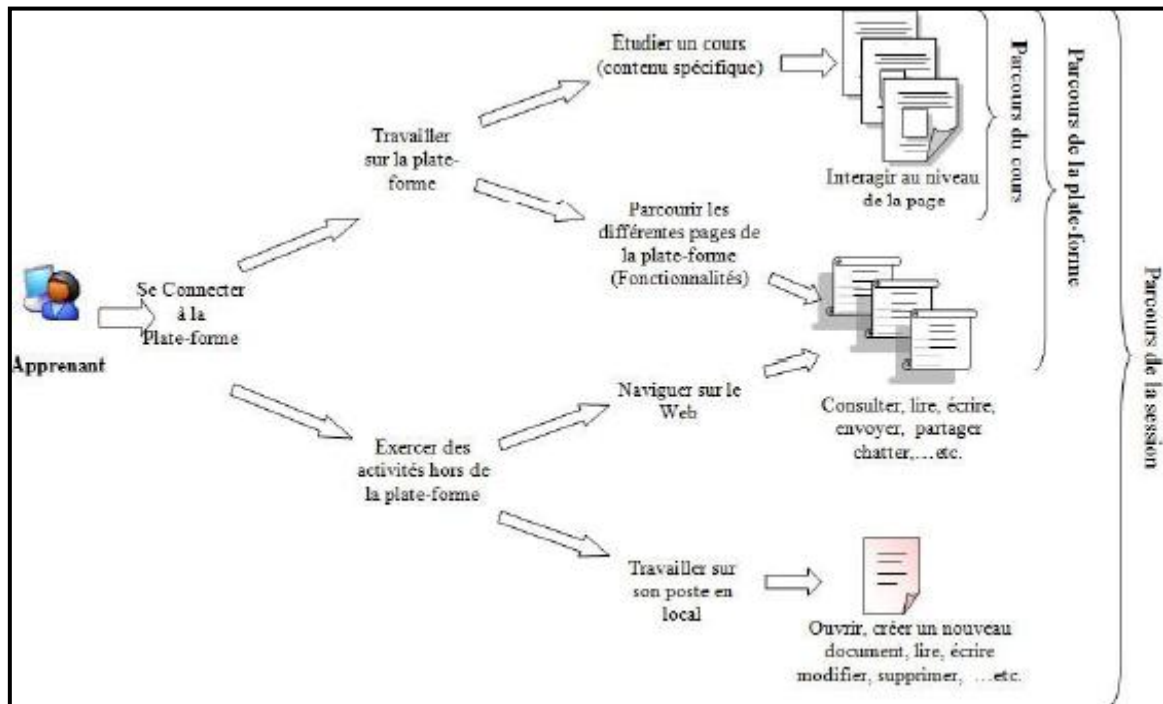 Étudier un cours
(contenu spécifique)
Travailler
sur la plate-
forme
Interagir au niveau
de la page
Parcourir les
différentes pages de
la plate-forme
(Fonctionnalités)
Se Connecter
à la
Plate-forme
Apprenant
Naviguer sur le
Web
Consulter, lire, écrire,
envoyer, partager
chatter,...etc.
Exercer des
activités hors de
la plate-forme
Travailler sur
son poste en
local
Ouvrir, créer un nouveau
document, lire, écrire
modifier, supprimer, ...etc.
Parcours du cours
Parcours de la plate-forme
Parcours de la session